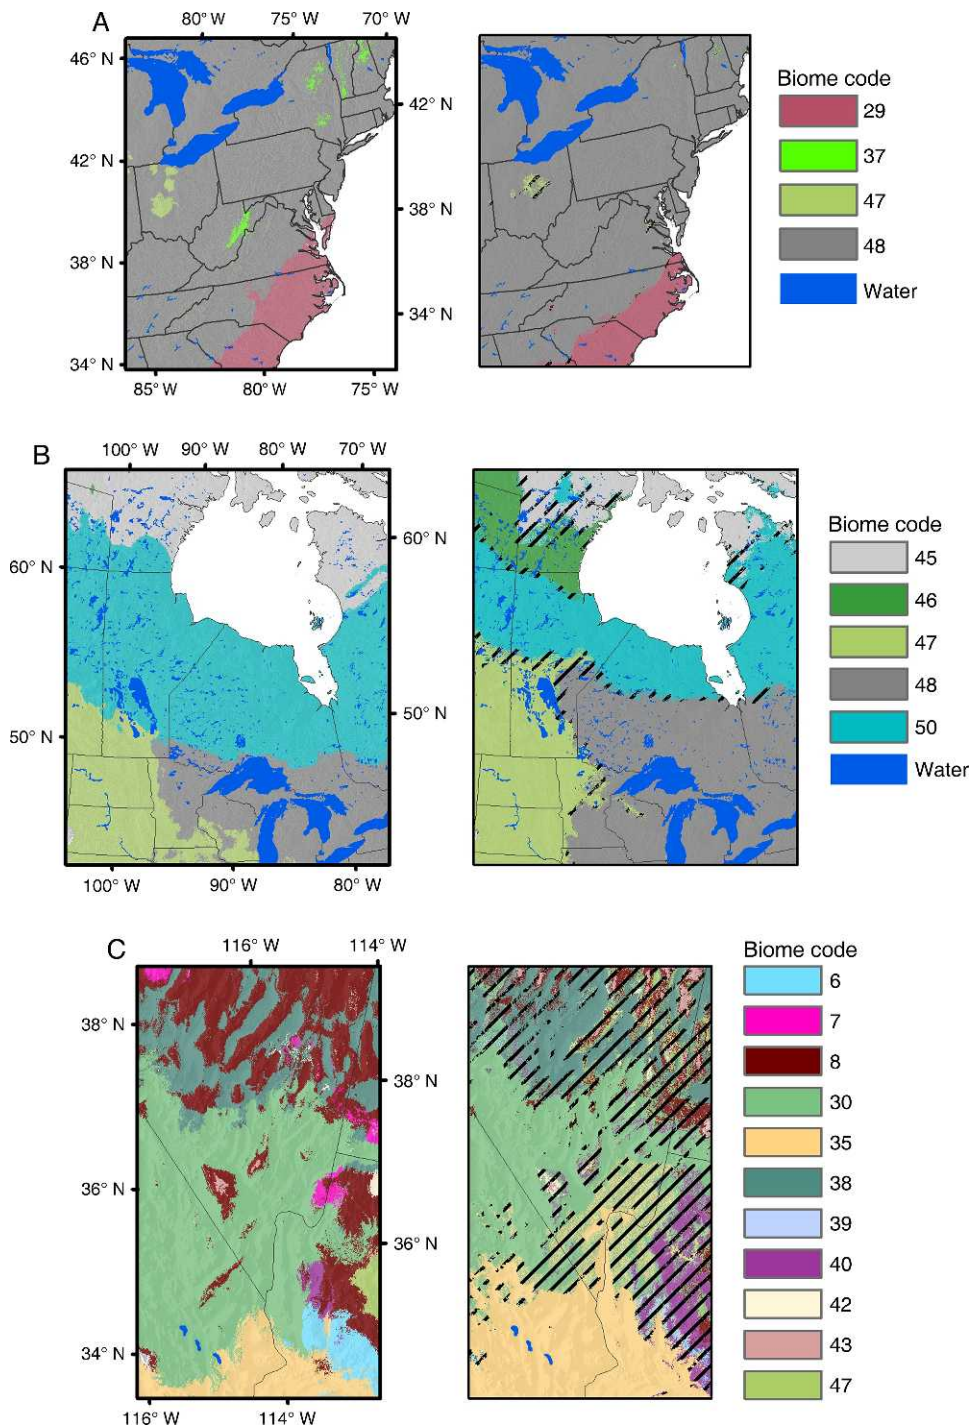 A
80° W 75° W 70° W
46° N
42° N
42° N
38° N
38° N
34° N
34° N
85° W 80° W 75° W
Biome code
29
37
47
48
Water
B
100° W 90° W 80° W 70° W
60° N
60° N
50° N
50° N
100° W 90° W 80° W
Biome code
45
46
47
48
50
Water
C
116° W 114° W
38° N
38° N
36° N
36° N
34° N
116° W 114° W
Biome code
6
7
8
30
35
38
39
40
42
43
47